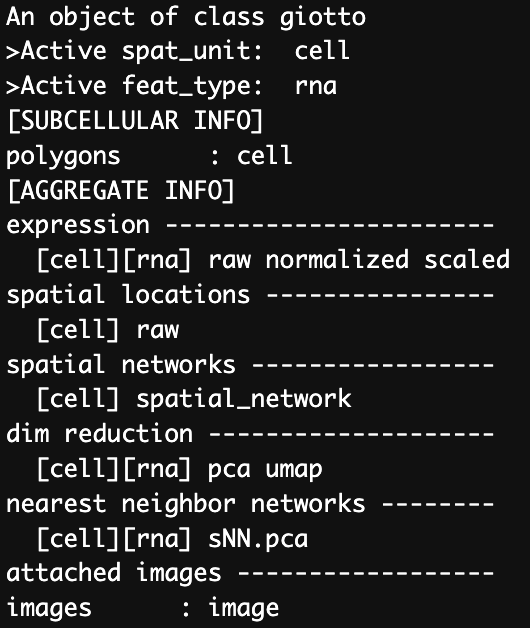 An object of class giotto
>Active spat_unit:  cell
>Active feat_type:  rna
[SUBCELLULAR INFO]
polygons      : cell
[AGGREGATE INFO]
expression -----------------------
  [cell][rna] raw normalized scaled
spatial locations ----------------
  [cell] raw
spatial networks -----------------
  [cell] spatial_network
dim reduction --------------------
  [cell][rna] pca umap
nearest neighbor networks --------
  [cell][rna] sNN.pca
attached images ------------------
images      : image